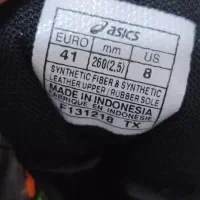 asics
EURO mm US
41 260(2,5) 8
SYNTHETIC FIBER & SYNTHETIC
LEATHER UPPER / RUBBER SOLE
MADE IN INDONESIA
FABRIQUE EN INDONESIE
F131218 TX